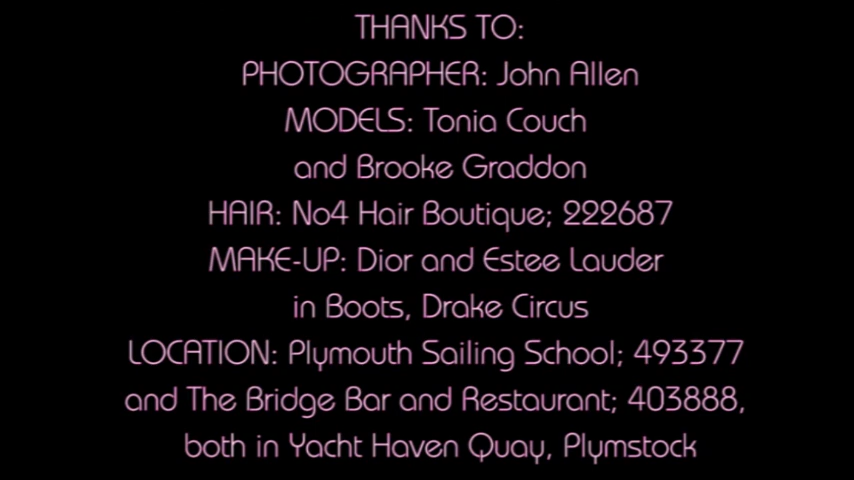 THANKS TO:
PHOTOGRAPHER: John Allen
MODELS: Tonia Couch
and Brooke Graddon
HAIR: No4 Hair Boutique; 222687
MAKE-UP: Dior and Estee Lauder
in Boots, Drake Circus
LOCATION: Plymouth Sailing School; 493377
and The Bridge Bar and Restaurant; 403888,
both in Yacht Haven Quay, Plymstock